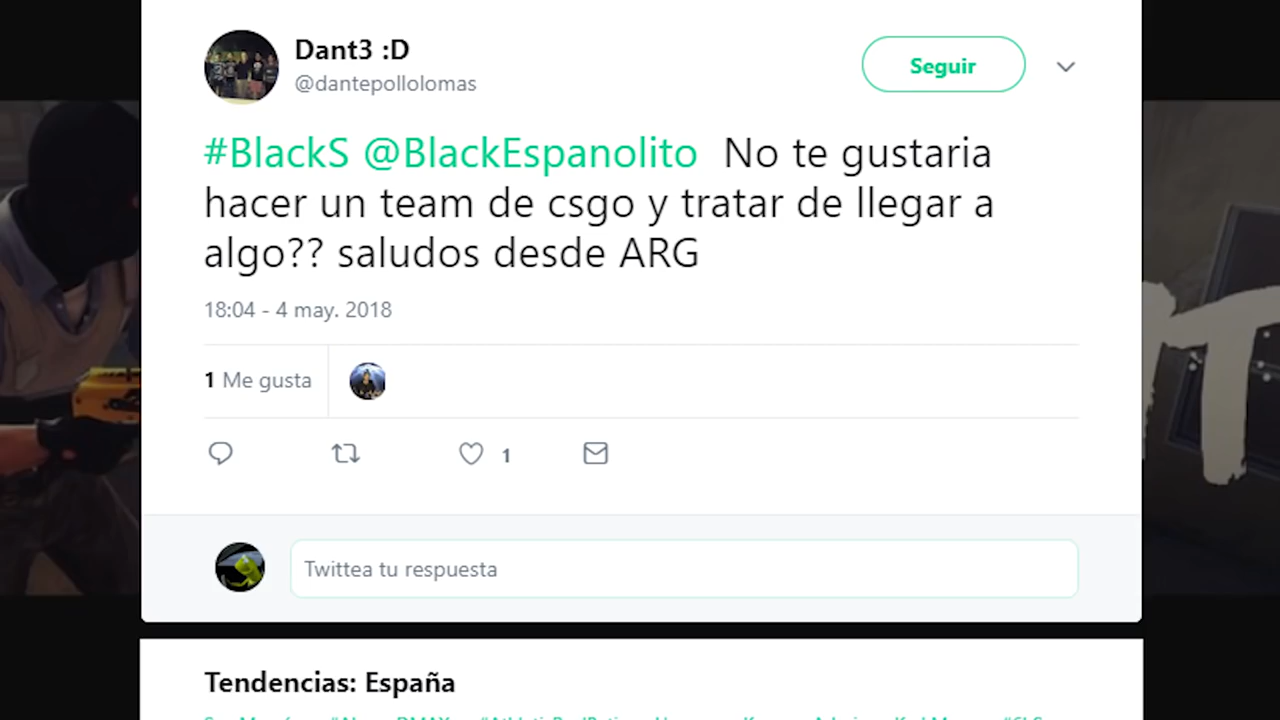 Dant3 :D
@dantepollolomas
Seguir
#BlackS @BlackEspanolito No te gustaria
hacer un team de csgo y tratar de llegar a
algo?? saludos desde ARG
18:04 - 4 may. 2018
1 Me gusta
1
Twittea tu respuesta
Tendencias: España